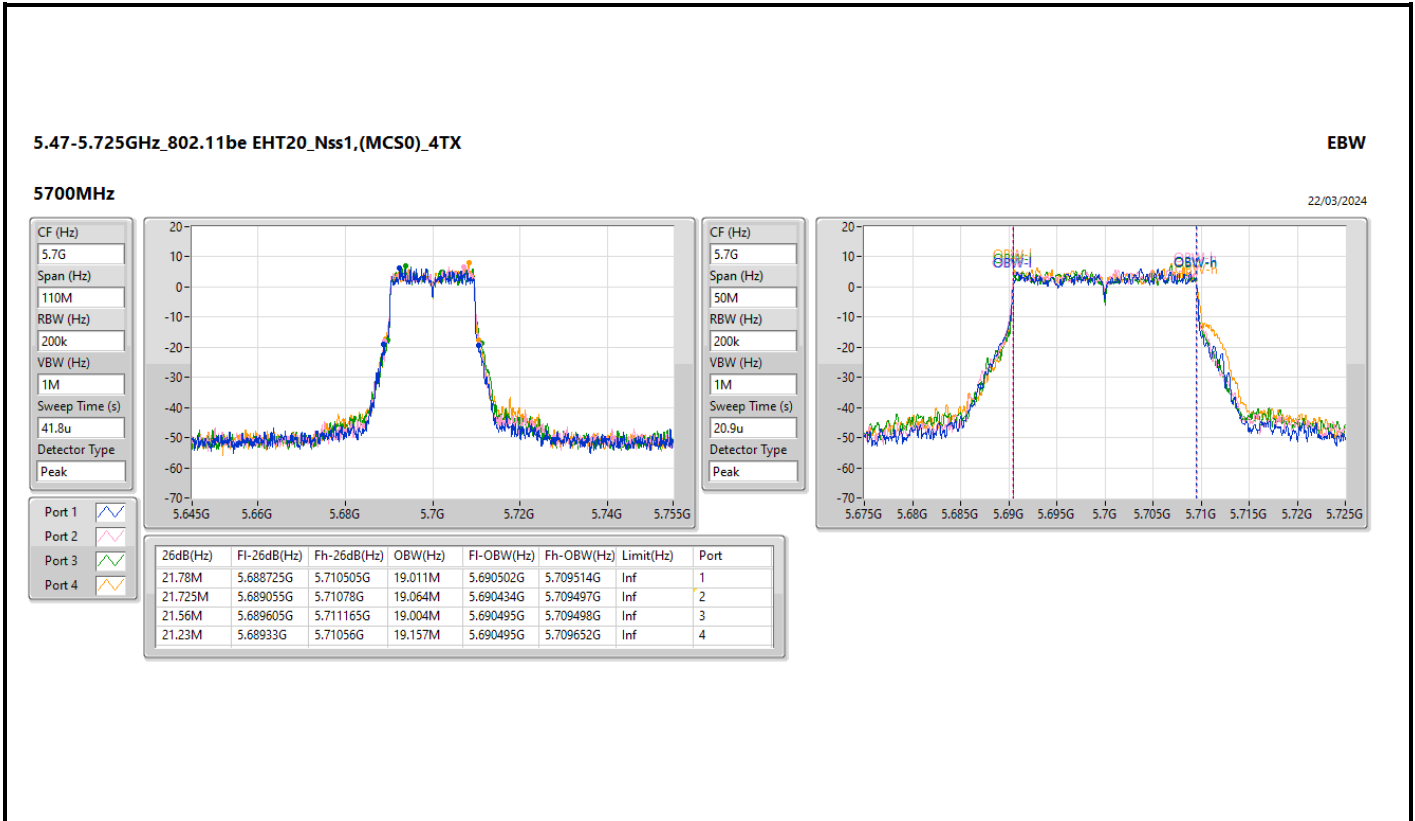 5.47-5.725GHz_802.11be EHT20_Nss1,(MCS0)_4TX
EBW
5700MHz
22/03/2024
CF (Hz)
5.7G
Span (Hz)
110M
RBW (Hz)
200k
VBW (Hz)
1M
Sweep Time (s)
41.8u
Detector Type
Peak
20
10
0
-10
-20
-30
-40
-50
-60
-70
5.645G 5.66G 5.68G 5.7G 5.72G 5.74G 5.755G
CF (Hz)
5.7G
Span (Hz)
50M
RBW (Hz)
200k
VBW (Hz)
1M
Sweep Time (s)
20.9u
Detector Type
Peak
20
10
0
-10
-20
-30
-40
-50
-60
-70
OBW-l
OBW-h
5.675G 5.68G 5.685G 5.69G 5.695G 5.7G 5.705G 5.71G 5.715G 5.72G 5.725G
Port 1
Port 2
Port 3
Port 4
26dB(Hz) Fl-26dB(Hz) Fh-26dB(Hz) OBW(Hz) Fl-OBW(Hz) Fh-OBW(Hz) Limit(Hz) Port
21.78M 5.688725G 5.710505G 19.011M 5.690502G 5.709514G Inf 1
21.725M 5.689055G 5.71078G 19.064M 5.690434G 5.709497G Inf 2
21.56M 5.689605G 5.711165G 19.004M 5.690495G 5.709498G Inf 3
21.23M 5.68933G 5.71056G 19.157M 5.690495G 5.709652G Inf 4